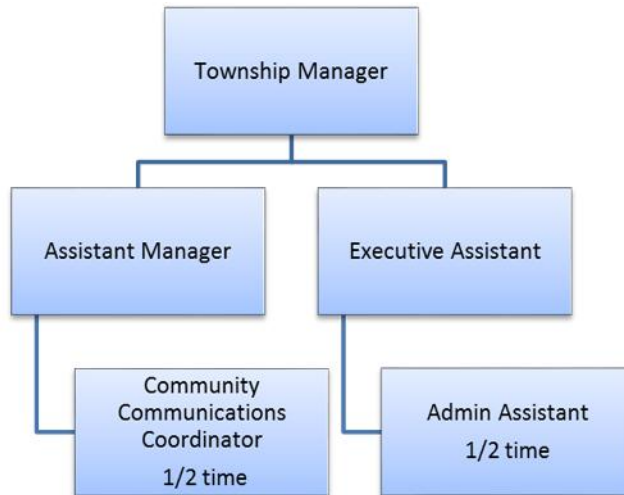 Township Manager
Assistant Manager
Executive Assistant
Community
Communications
Coordinator
1/2 time
Admin Assistant
1/2 time